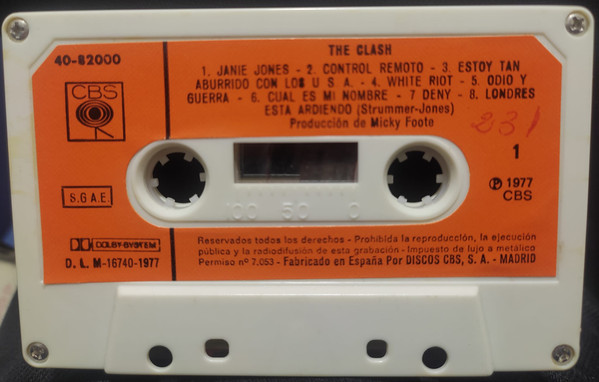 THE CLASH
40-82000
1. JANIE JONES - 2. CONTROL REMOTO - 3. ESTOY TAN
ABURRIDO CON LOS U S A. - 4. WHITE RIOT - 5. ODIO Y
GUERRA - 6. CUAL ES MI NOMBRE - 7 DENY - 8. LONDRES
ESTA ARDIENDO (Strummer-Jones)
Producción de Micky Foote
CBS
231
1
S.G.A.E.
℗ 1977
CBS
100 50 0
DOLBY SYSTEM
D. L. M-16740-1977
Reservados todos los derechos - Prohibida la reproducción, la ejecución
pública y la radiodifusión de esta grabación - Impuesto de lujo a metálico
Permiso nº 7.053 - Fabricado en España Por DISCOS CBS, S. A. - MADRID